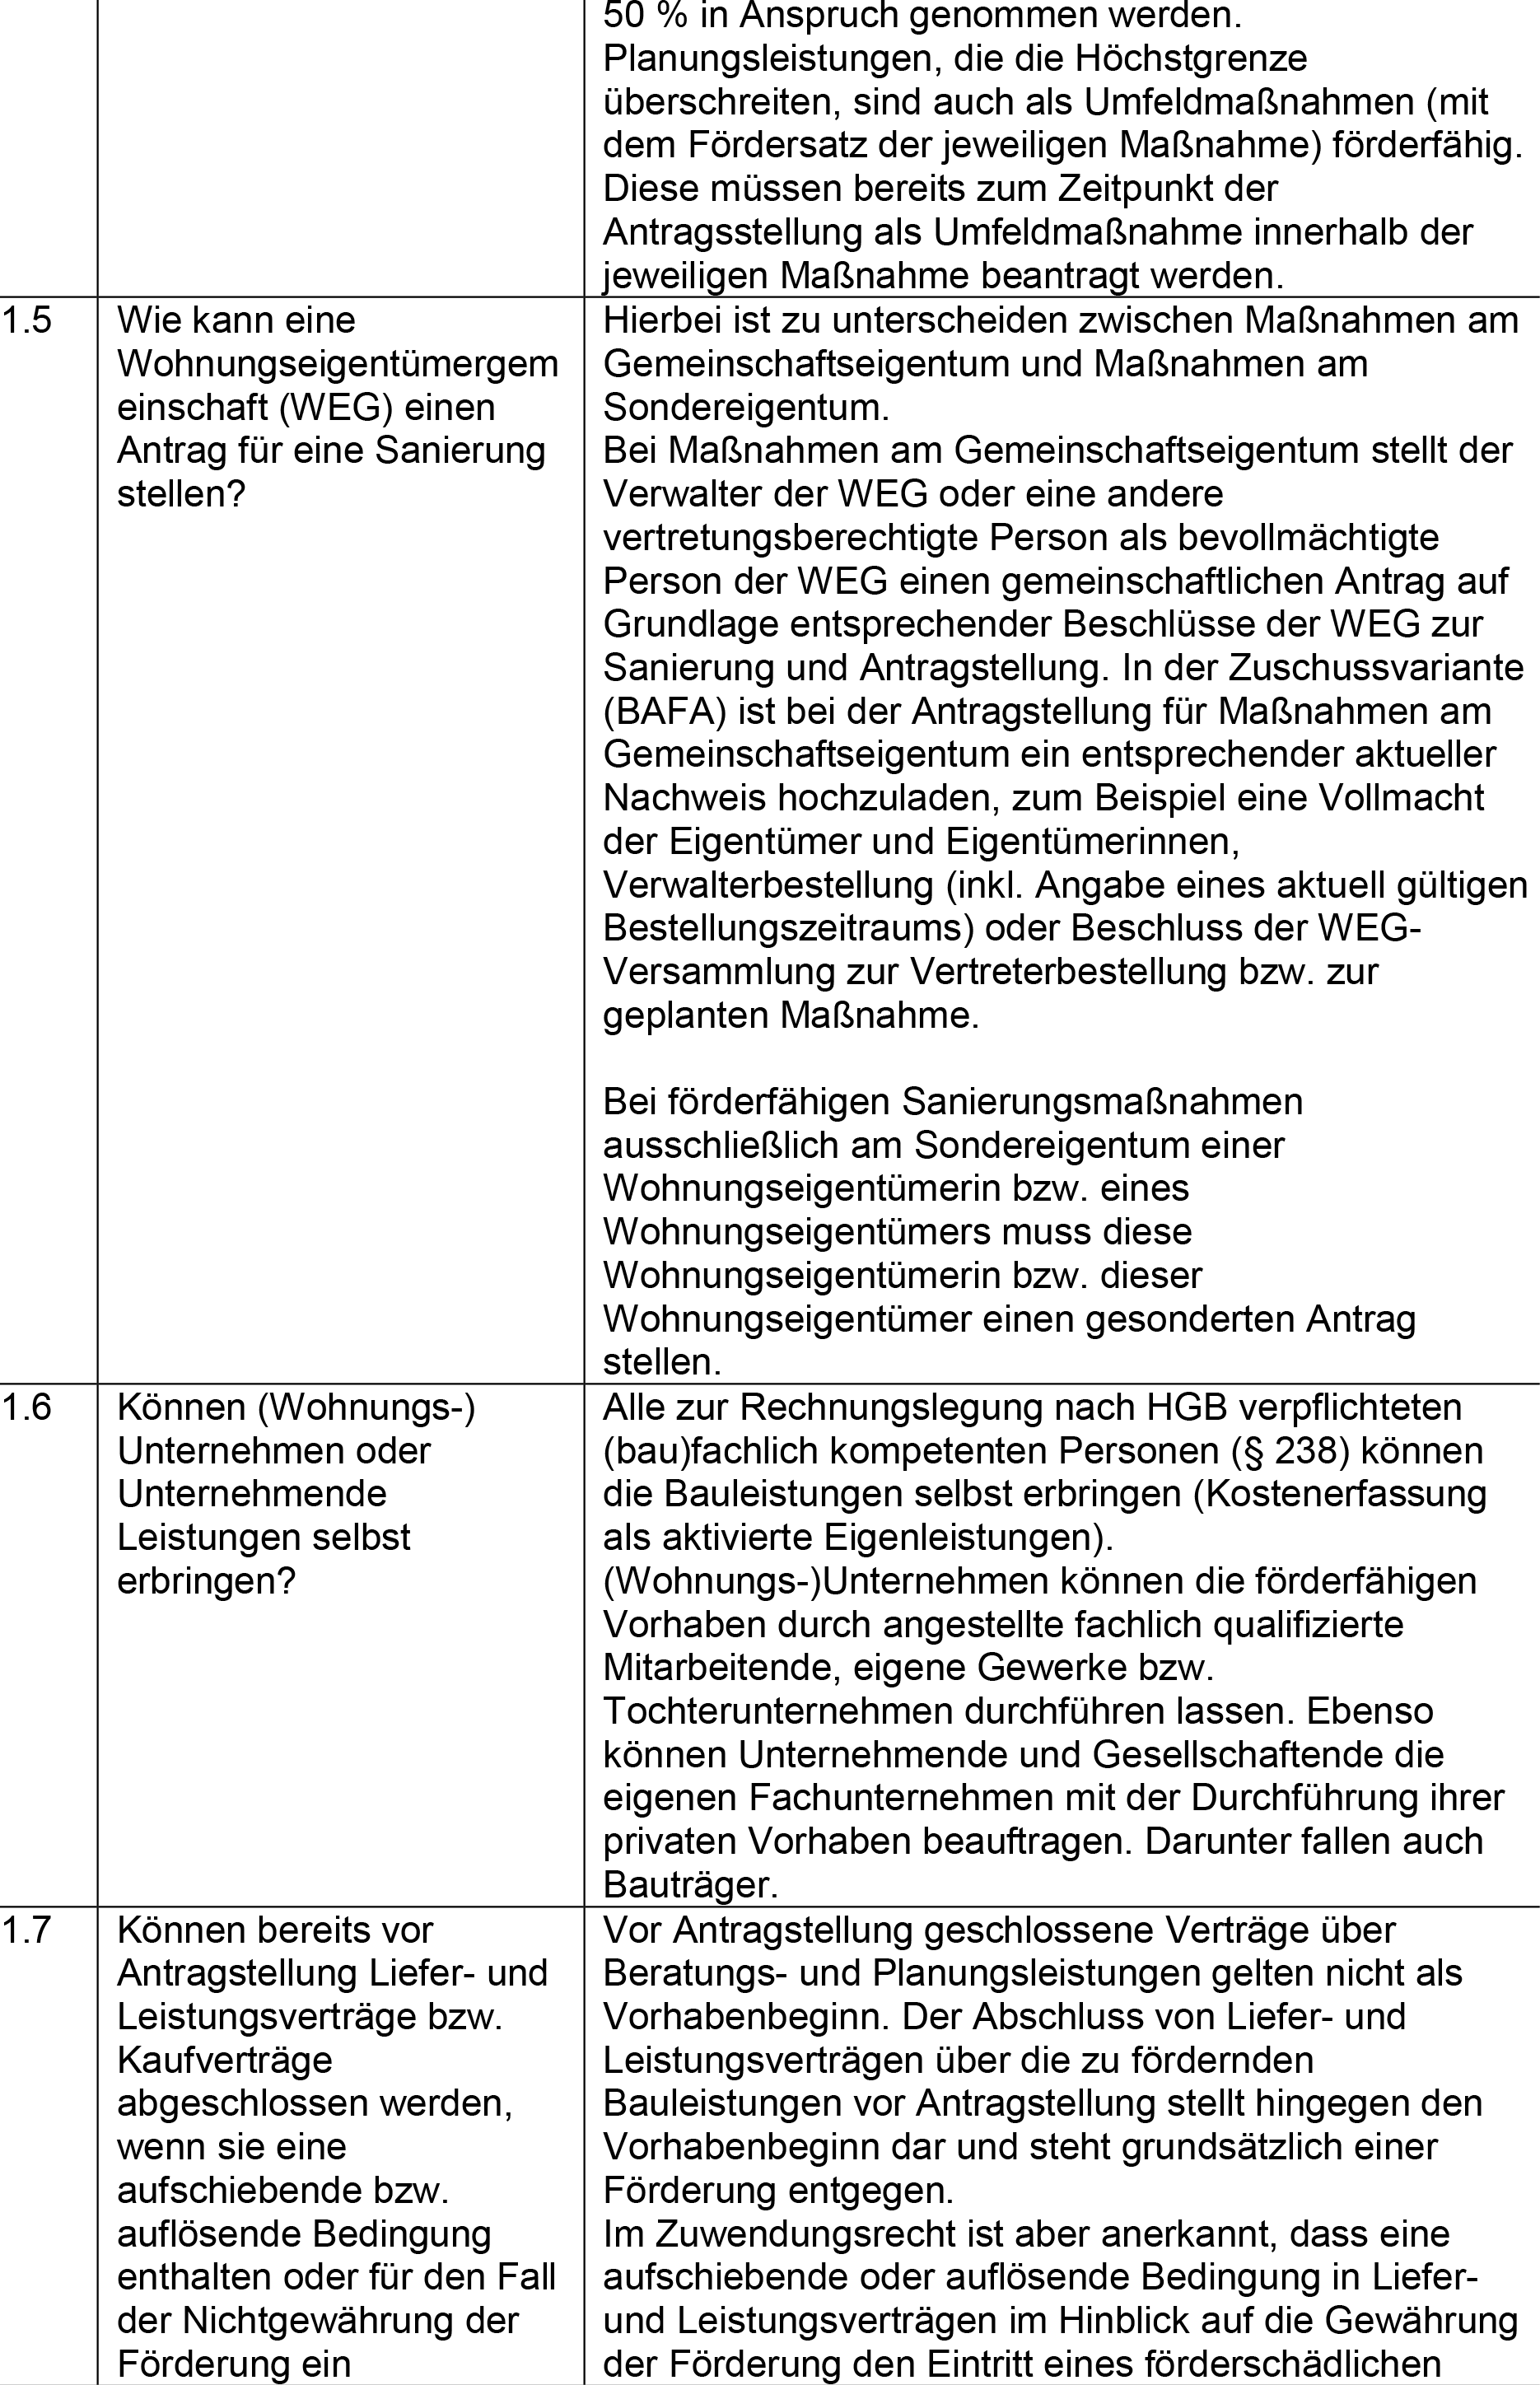 50 % in Anspruch genommen werden.
Planungsleistungen, die die Höchstgrenze
überschreiten, sind auch als Umfeldmaßnahmen (mit
dem Fördersatz der jeweiligen Maßnahme) förderfähig.
Diese müssen bereits zum Zeitpunkt der
Antragsstellung als Umfeldmaßnahme innerhalb der
jeweiligen Maßnahme beantragt werden.
1.5
Wie kann eine
Wohnungseigentümergem
einschaft (WEG) einen
Antrag für eine Sanierung
stellen?
Hierbei ist zu unterscheiden zwischen Maßnahmen am
Gemeinschaftseigentum und Maßnahmen am
Sondereigentum.
Bei Maßnahmen am Gemeinschaftseigentum stellt der
Verwalter der WEG oder eine andere
vertretungsberechtigte Person als bevollmächtigte
Person der WEG einen gemeinschaftlichen Antrag auf
Grundlage entsprechender Beschlüsse der WEG zur
Sanierung und Antragstellung. In der Zuschussvariante
(BAFA) ist bei der Antragstellung für Maßnahmen am
Gemeinschaftseigentum ein entsprechender aktueller
Nachweis hochzuladen, zum Beispiel eine Vollmacht
der Eigentümer und Eigentümerinnen,
Verwalterbestellung (inkl. Angabe eines aktuell gültigen
Bestellungszeitraums) oder Beschluss der WEG-
Versammlung zur Vertreterbestellung bzw. zur
geplanten Maßnahme.
Bei förderfähigen Sanierungsmaßnahmen
ausschließlich am Sondereigentum einer
Wohnungseigentümerin bzw. eines
Wohnungseigentümers muss diese
Wohnungseigentümerin bzw. dieser
Wohnungseigentümer einen gesonderten Antrag
stellen.
1.6
Können (Wohnungs-)
Unternehmen oder
Unternehmende
Leistungen selbst
erbringen?
Alle zur Rechnungslegung nach HGB verpflichteten
(bau)fachlich kompetenten Personen (§ 238) können
die Bauleistungen selbst erbringen (Kostenerfassung
als aktivierte Eigenleistungen).
(Wohnungs-)Unternehmen können die förderfähigen
Vorhaben durch angestellte fachlich qualifizierte
Mitarbeitende, eigene Gewerke bzw.
Tochterunternehmen durchführen lassen. Ebenso
können Unternehmende und Gesellschaftende die
eigenen Fachunternehmen mit der Durchführung ihrer
privaten Vorhaben beauftragen. Darunter fallen auch
Bauträger.
1.7
Können bereits vor
Antragstellung Liefer- und
Leistungsverträge bzw.
Kaufverträge
abgeschlossen werden,
wenn sie eine
aufschiebende bzw.
auflösende Bedingung
enthalten oder für den Fall
der Nichtgewährung der
Förderung ein
Vor Antragstellung geschlossene Verträge über
Beratungs- und Planungsleistungen gelten nicht als
Vorhabenbeginn. Der Abschluss von Liefer- und
Leistungsverträgen über die zu fördernden
Bauleistungen vor Antragstellung stellt hingegen den
Vorhabenbeginn dar und steht grundsätzlich einer
Förderung entgegen.
Im Zuwendungsrecht ist aber anerkannt, dass eine
aufschiebende oder auflösende Bedingung in Liefer-
und Leistungsverträgen im Hinblick auf die Gewährung
der Förderung den Eintritt eines förderschädlichen